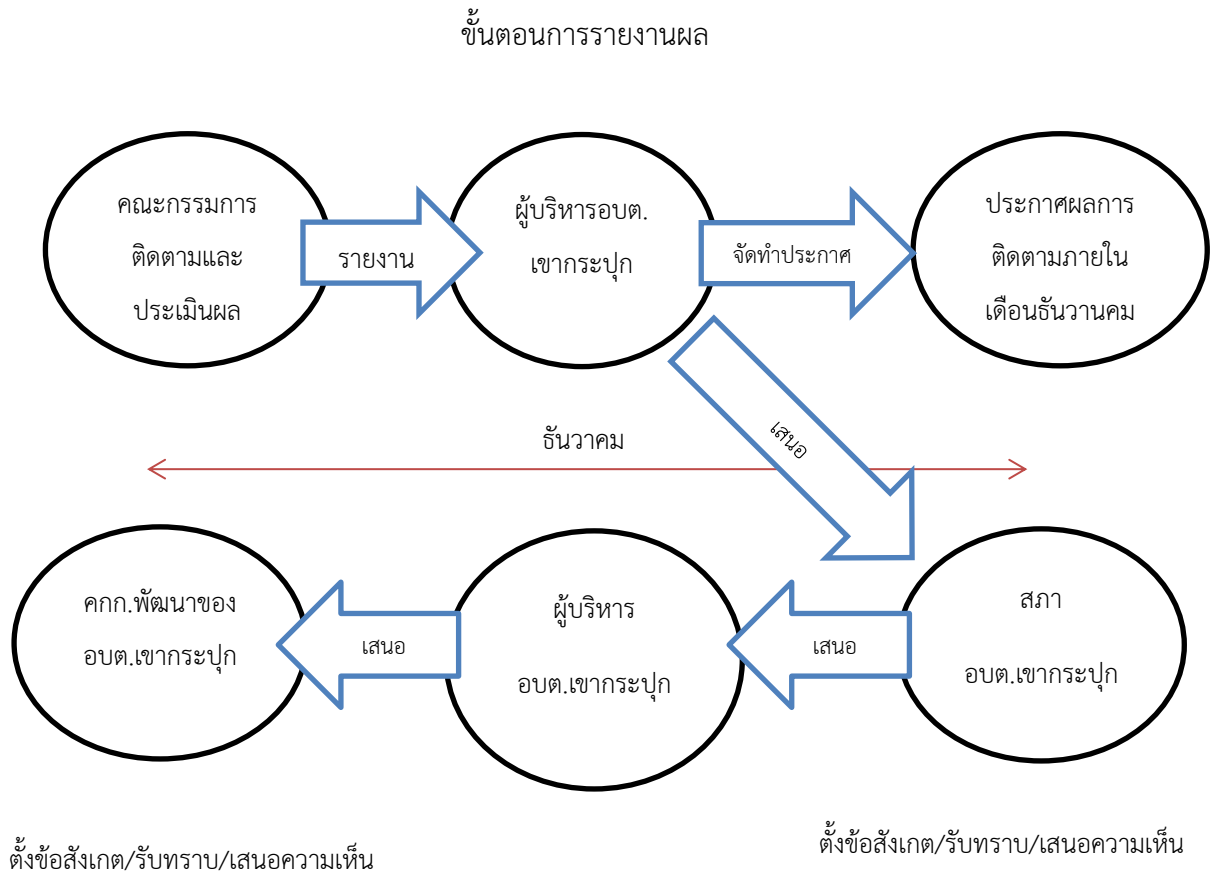 ขั้นตอนการรายงานผล
คณะกรรมการ
ติดตามและ
ประเมินผล
รายงาน
ผู้บริหารอบต.
เขากระปุก
จัดทำประกาศ
ประกาศผลการ
ติดตามภายใน
เดือนธันวานคม
เสนอ
ธันวาคม
คกก.พัฒนาของ
อบต.เขากระปุก
เสนอ
ผู้บริหาร
อบต.เขากระปุก
เสนอ
สภา
อบต.เขากระปุก
ตั้งข้อสังเกต/รับทราบ/เสนอความเห็น
ตั้งข้อสังเกต/รับทราบ/เสนอความเห็น